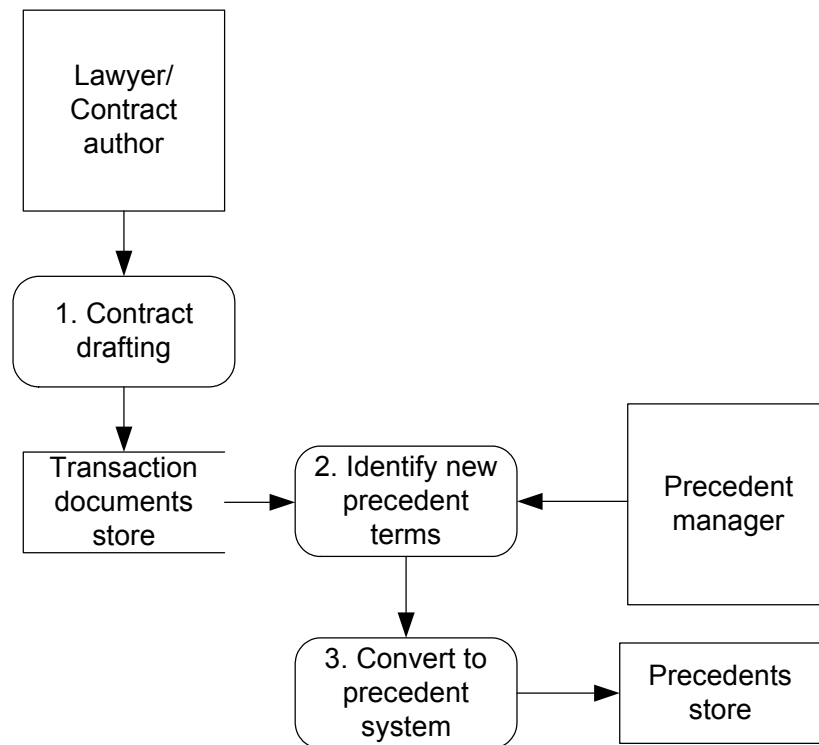 Lawyer/
Contract
author
1. Contract
drafting
Transaction
documents
store
2. Identify new
precedent
terms
Precedent
manager
3. Convert to
precedent
system
Precedents
store